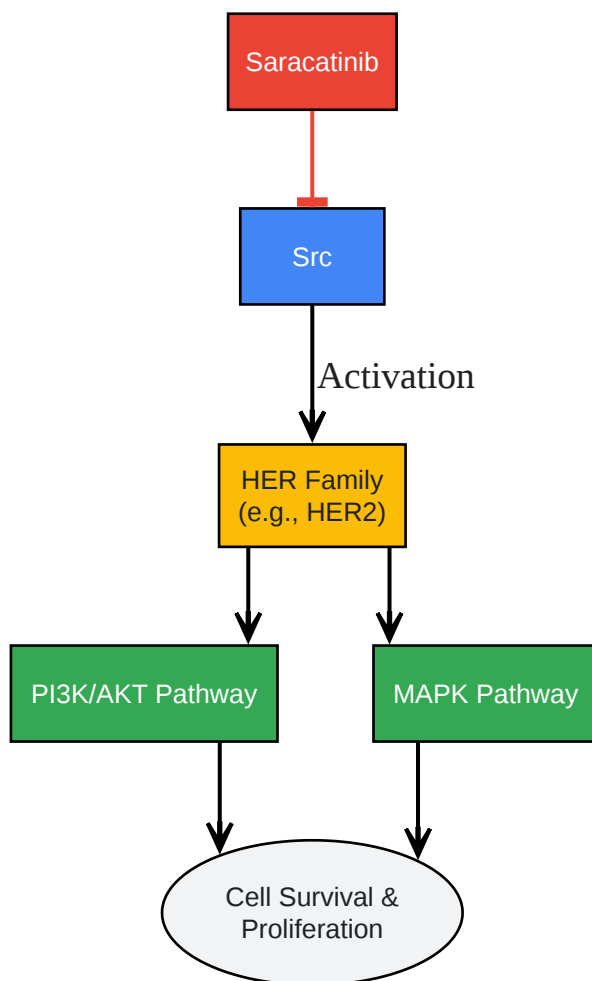 Saracatinib
Src
Activation
HER Family
(e.g., HER2)
PI3K/AKT Pathway
MAPK Pathway
Cell Survival &
Proliferation